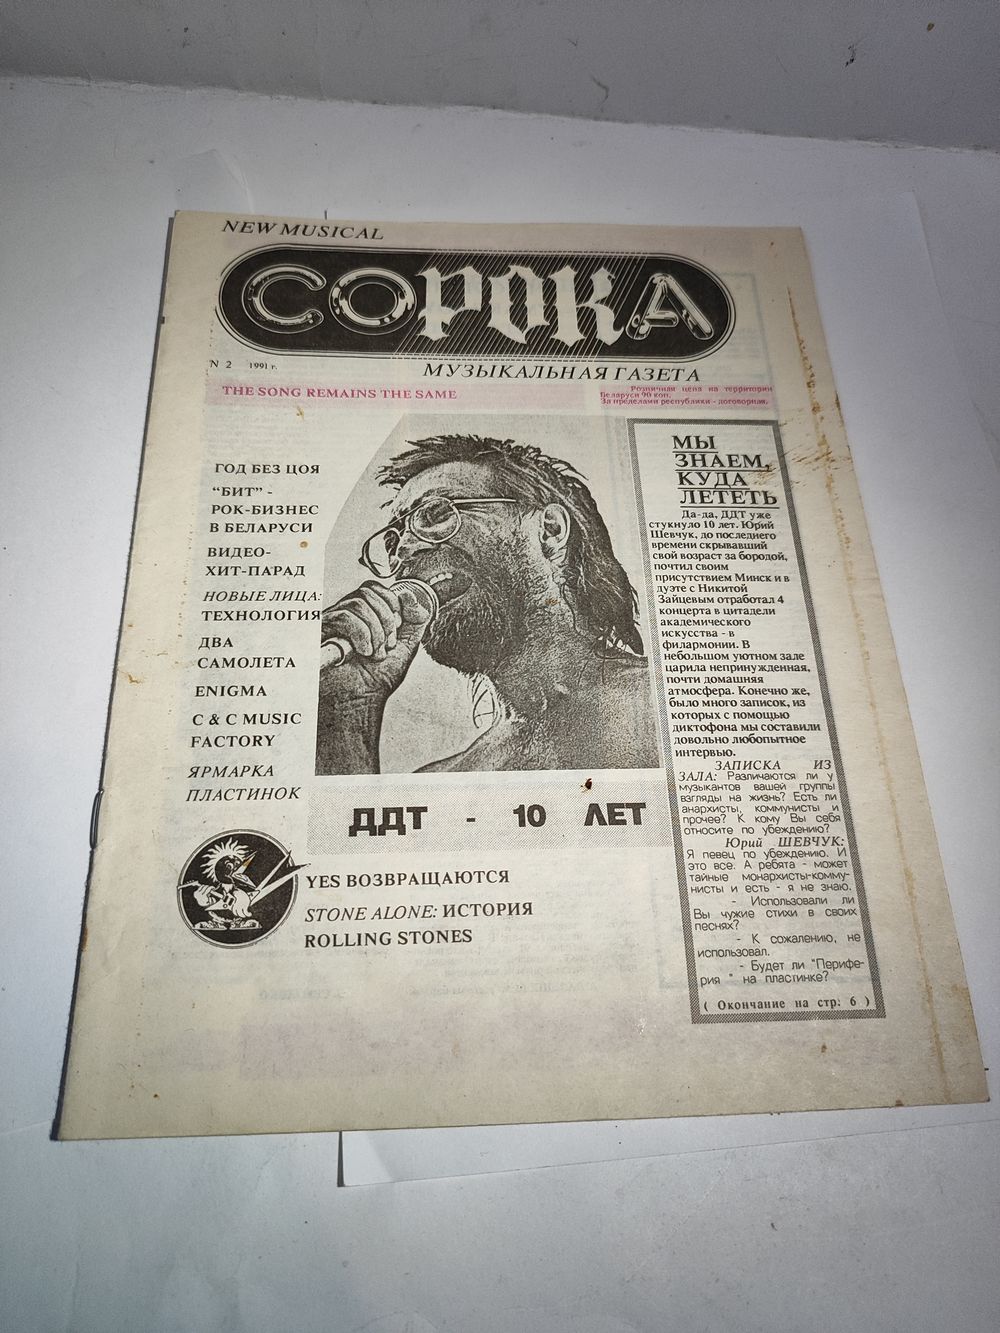 NEW MUSICAL
СОРОКА
N 2 1991 г.
МУЗЫКАЛЬНАЯ ГАЗЕТА
THE SONG REMAINS THE SAME
Розничная цена на территории
Беларуси 90 коп.
За пределами республики - договорная.
ГОД БЕЗ ЦОЯ
“БИТ” -
РОК-БИЗНЕС
В БЕЛАРУСИ
ВИДЕО-
ХИТ-ПАРАД
НОВЫЕ ЛИЦА:
ТЕХНОЛОГИЯ
ДВА
САМОЛЕТА
ENIGMA
C & C MUSIC
FACTORY
ЯРМАРКА
ПЛАСТИНОК
ДДТ - 10 ЛЕТ
YES ВОЗВРАЩАЮТСЯ
STONE ALONE: ИСТОРИЯ
ROLLING STONES
МЫ
ЗНАЕМ,
КУДА
ЛЕТЕТЬ
Да-да, ДДТ уже
стукнуло 10 лет. Юрий
Шевчук, до последнего
времени скрывавший
свой возраст за бородой,
почтил своим
присутствием Минск и в
дуэте с Никитой
Зайцевым отработал 4
концерта в цитадели
академического
искусства - в
филармонии. В
небольшом уютном зале
царила непринужденная,
почти домашняя
атмосфера. Конечно же,
было много записок, из
которых с помощью
диктофона мы составили
довольно любопытное
интервью.
ЗАПИСКА ИЗ
ЗАЛА: Различаются ли у
музыкантов вашей группы
взгляды на жизнь? Есть ли
анархисты, коммунисты и
прочее? К кому Вы себя
относите по убеждению?
Юрий ШЕВЧУК:
Я певец по убеждению. И
это все. А ребята - может
тайные монархисты-комму-
нисты и есть - я не знаю.
- Использовали ли
Вы чужие стихи в своих
песнях?
- К сожалению, не
использовал.
- Будет ли "Перифе-
рия " на пластинке?
( Окончание на стр: 6 )